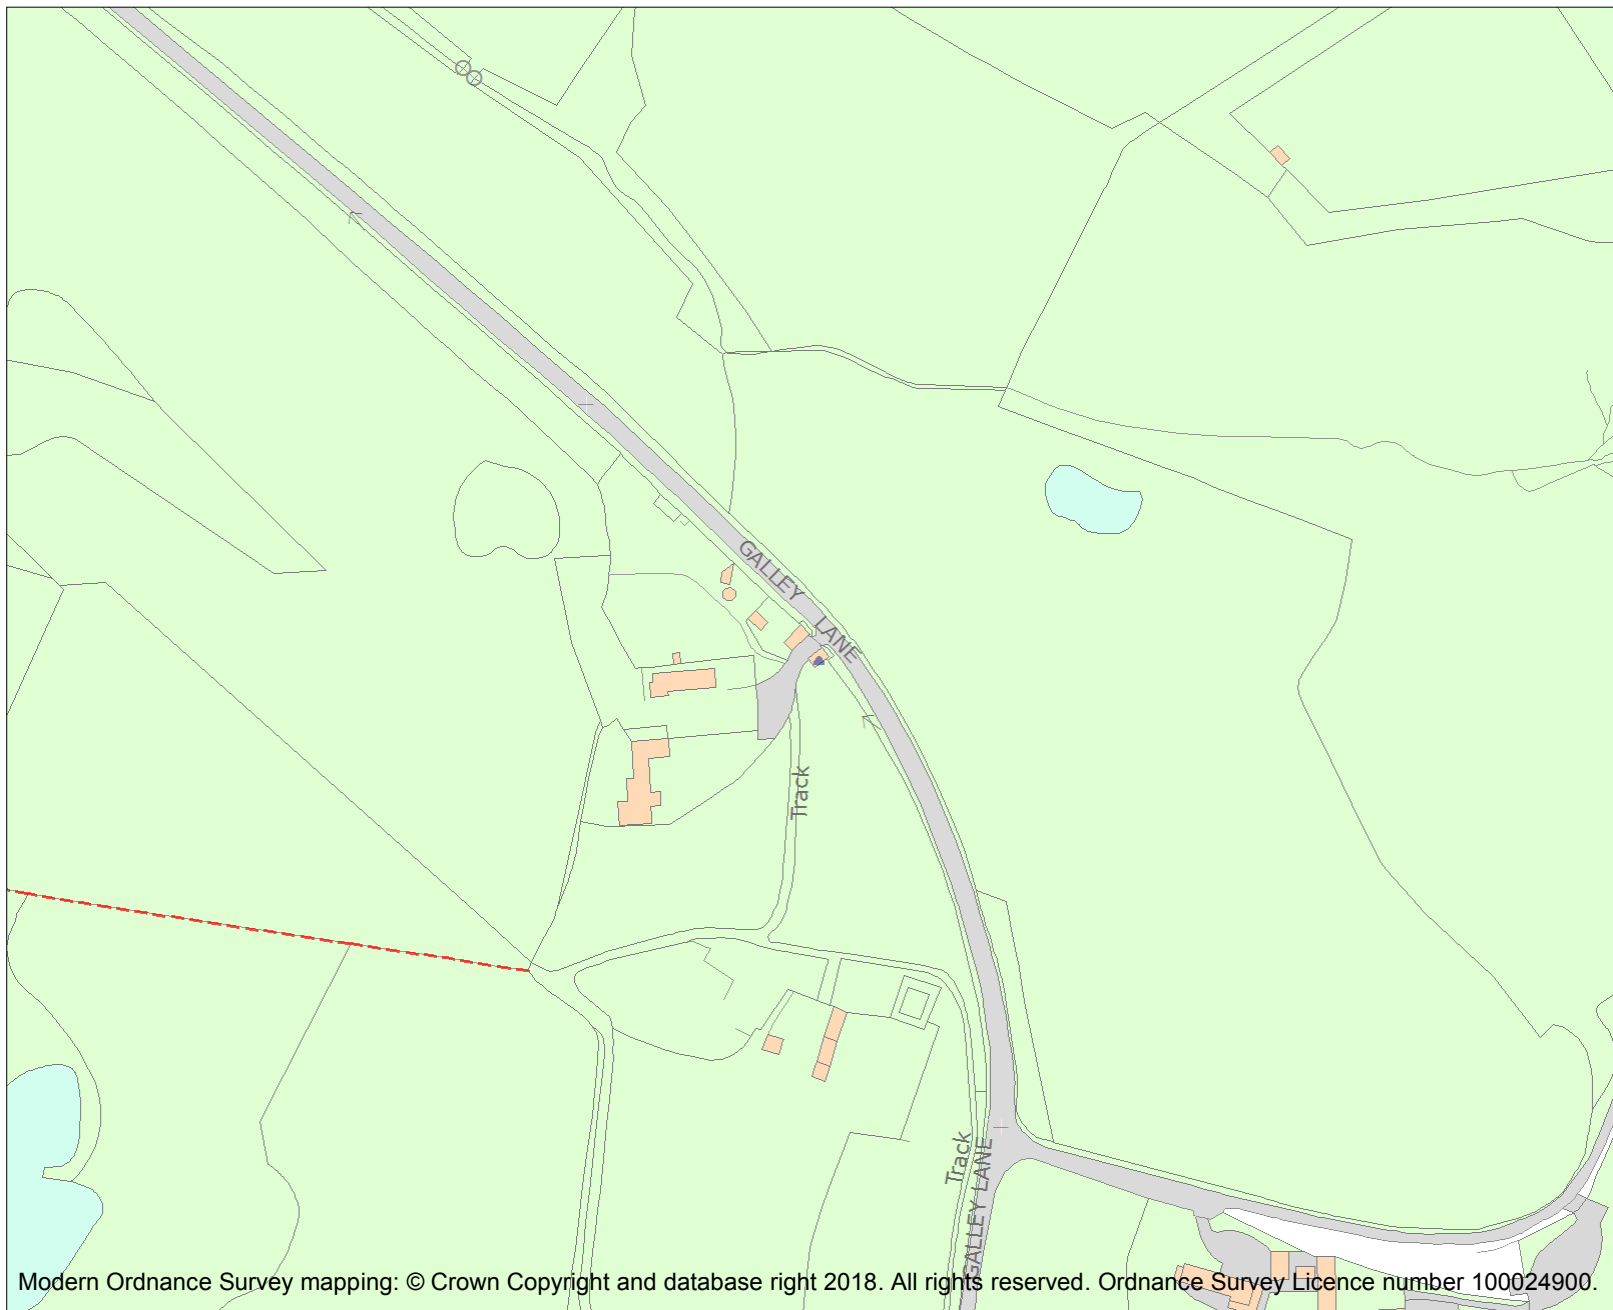 GALLEY LANE
Track
Track
GALLEY LANE
Modern Ordnance Survey mapping: © Crown Copyright and database right 2018. All rights reserved. Ordnance Survey Licence number 100024900.